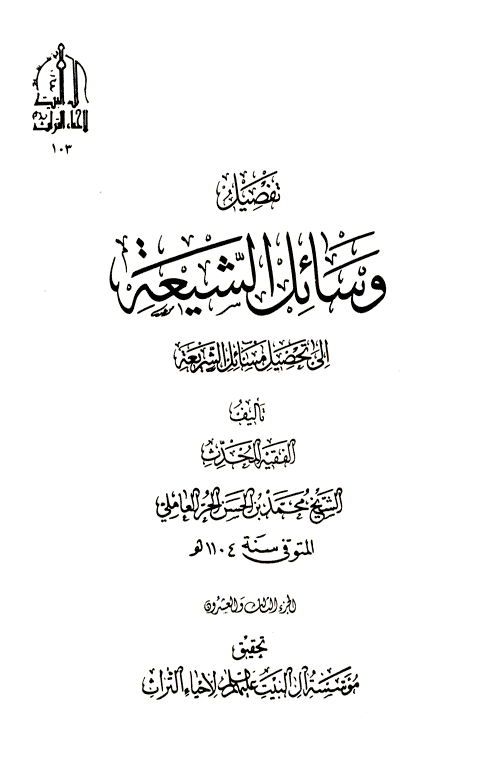 آل البيت
لإحياء التراث
١٠٣
تفصيل
وسائل الشيعة
إلى تحصيل مسائل الشريعة
تأليف
الفقيه المحدث
الشيخ محمد بن الحسن الحر العاملي
المتوفى سنة ١١٠٤ هـ
الجزء الثالث والعشرون
تحقيق
مؤسسة آل البيت عليهم السلام لإحياء التراث